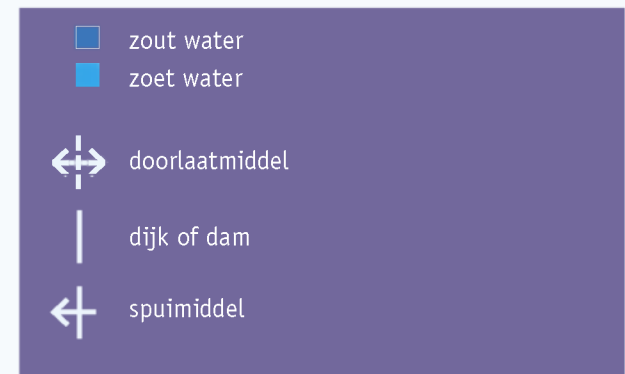 zout water
zoet water
doorlaatmiddel
dijk of dam
spuimiddel